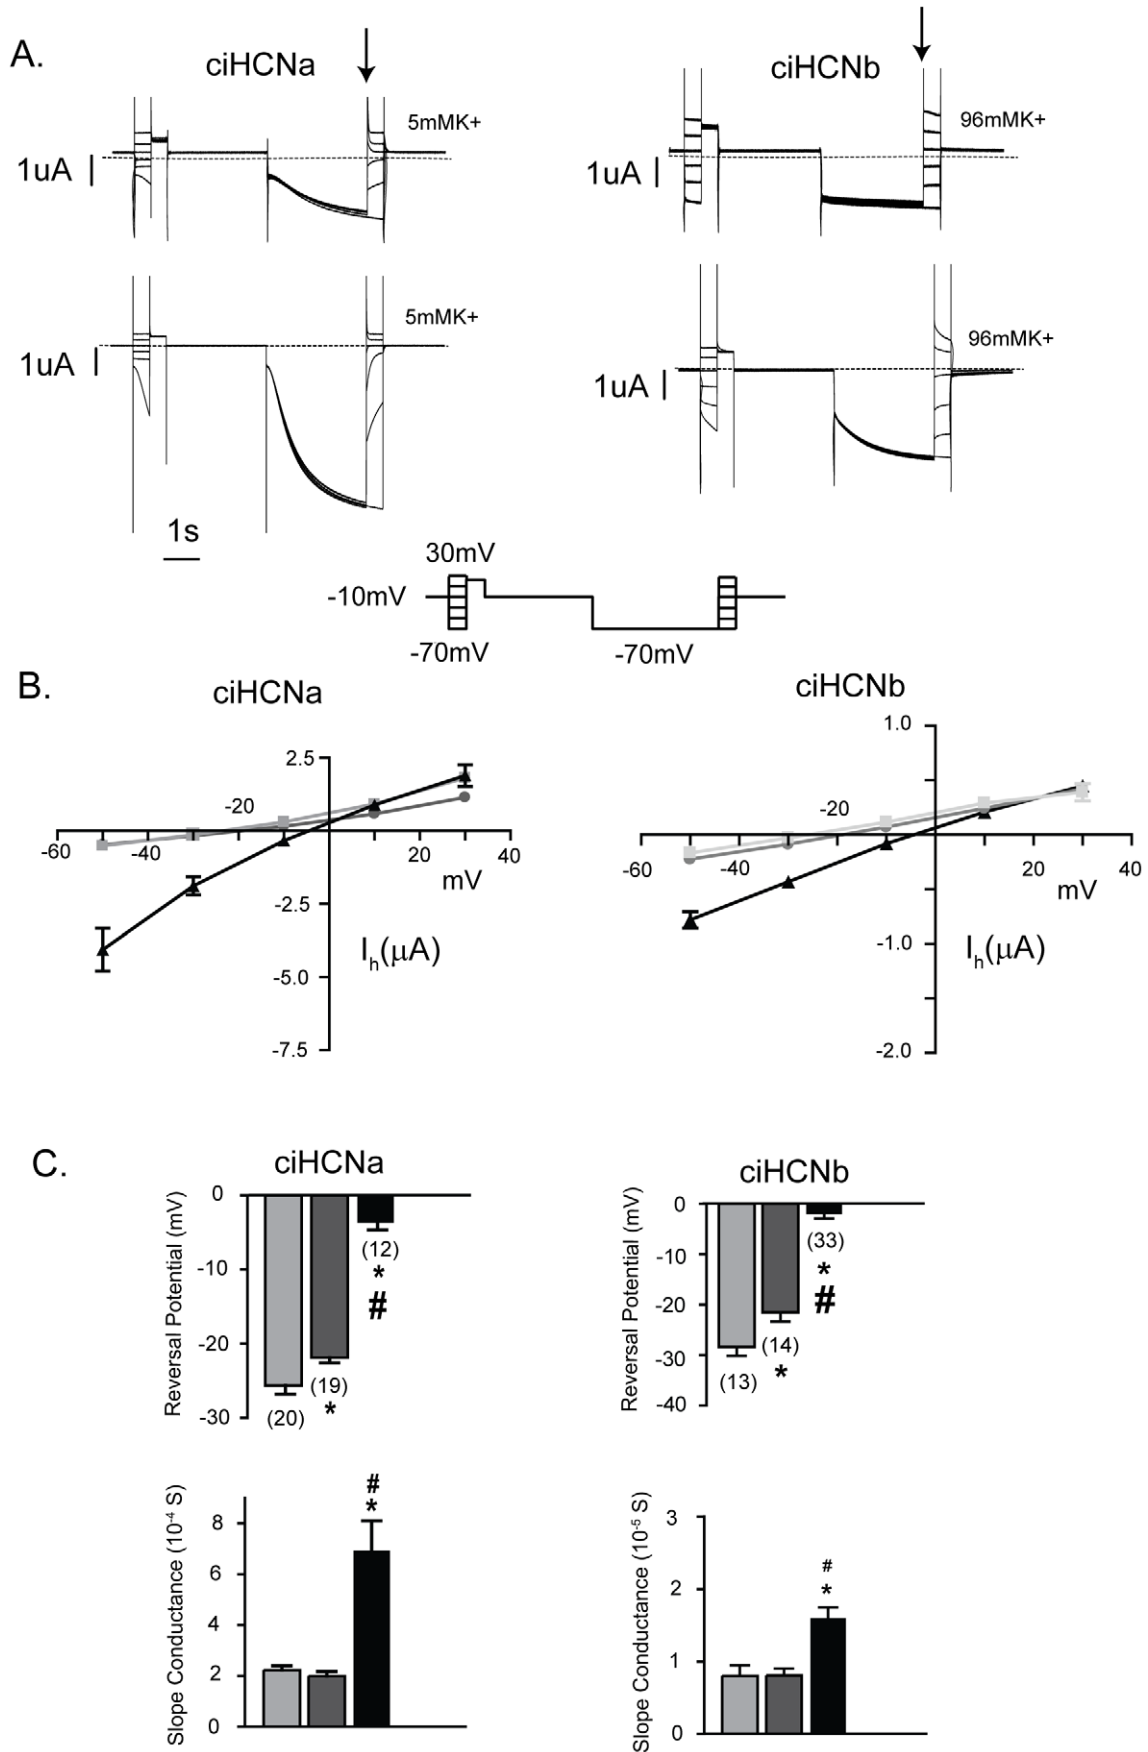 A.
ciHCNa
ciHCNb
5mMK+
96mMK+
1uA
1uA
5mMK+
96mMK+
1uA
1uA
1s
30mV
-10mV
-70mV
-70mV
B.
ciHCNa
ciHCNb
2.5
-20
-60
-40
20
40
mV
-2.5
Ih(μA)
-5.0
-7.5
1.0
-20
-60
-40
20
40
mV
-1.0
Ih(μA)
-2.0
C.
ciHCNa
Reversal Potential (mV)
0
-10
-20
-30
(20)
(19)
*
(12)
*
#
ciHCNb
Reversal Potential (mV)
0
-10
-20
-30
-40
(13)
(14)
*
(33)
*
#
Slope Conductance (10-4 S)
8
6
4
2
0
#
*
Slope Conductance (10-5 S)
3
2
1
0
#
*